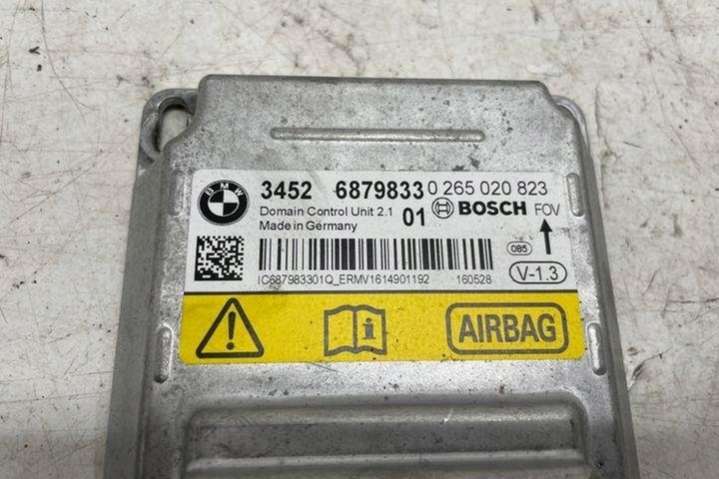 BMW
3452 6879833 0 265 020 823
Domain Control Unit 2.1 01 BOSCH FOV
Made in Germany
085
IC687983301Q_ERMV1614901192 160528 V-1.3
AIRBAG